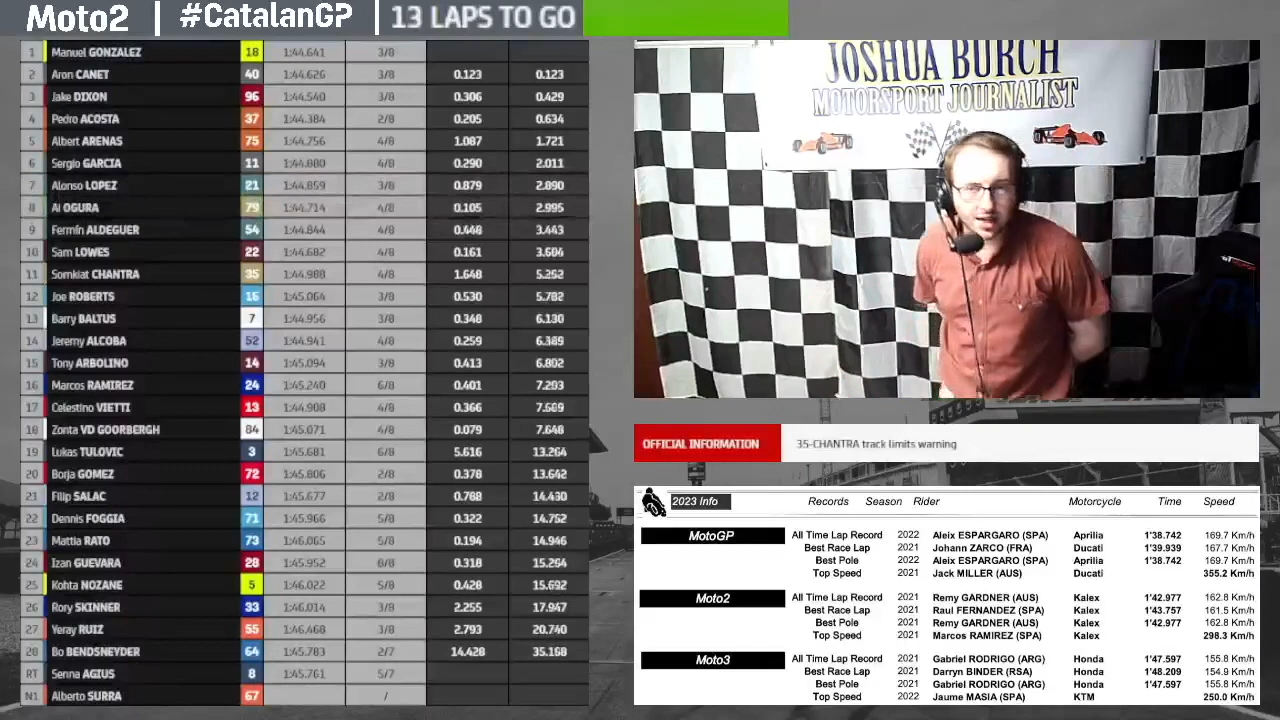 Moto2 | #CatalanGP | 13 LAPS TO GO
1 Manuel GONZALEZ 18 1:44.641 3/8
2 Aron CANET 40 1:44.626 3/8 0.123 0.123
3 Jake DIXON 96 1:44.540 3/8 0.306 0.429
4 Pedro ACOSTA 37 1:44.384 2/8 0.205 0.634
5 Albert ARENAS 75 1:44.756 4/8 1.087 1.721
6 Sergio GARCIA 11 1:44.880 4/8 0.290 2.011
7 Alonso LOPEZ 21 1:44.859 3/8 0.879 2.890
8 Ai OGURA 79 1:44.714 4/8 0.105 2.995
9 Fermín ALDEGUER 54 1:44.844 4/8 0.448 3.443
10 Sam LOWES 22 1:44.682 4/8 0.161 3.604
11 Somkiat CHANTRA 35 1:44.988 4/8 1.648 5.252
12 Joe ROBERTS 16 1:45.064 3/8 0.530 5.782
13 Barry BALTUS 7 1:44.956 3/8 0.348 6.130
14 Jeremy ALCOBA 52 1:44.941 4/8 0.259 6.389
15 Tony ARBOLINO 14 1:45.094 3/8 0.413 6.802
16 Marcos RAMIREZ 24 1:45.240 6/8 0.401 7.203
17 Celestino VIETTI 13 1:44.908 4/8 0.366 7.569
18 Zonta VD GOORBERGH 84 1:45.071 4/8 0.079 7.648
19 Lukas TULOVIC 3 1:45.681 6/8 5.616 13.264
20 Borja GOMEZ 72 1:45.806 2/8 0.378 13.642
21 Filip SALAC 12 1:45.677 4/8 0.788 14.430
22 Dennis FOGGIA 71 1:45.966 5/8 0.325 14.755
23 Mattia RATO 73 1:46.065 5/8 0.191 14.946
24 Izan GUEVARA 28 1:45.955 6/8
25 Kohta NOZANE 5 1:46.022 5/8 0.428
26 Rory SKINNER 33 1:46.014 3/8 2.255 17.947
27 Yeray RUIZ 55 3/8 2.793 20.740
28 Bo BENDSNEYDER 64 2/7 14.428 35.168
RT Senna AGIUS 8 1:45.761 5/7
N1 Alberto SURRA 67 /
JOSHUA BURCH
MOTORSPORT JOURNALIST
OFFICIAL INFORMATION 35-CHANTRA track limits warning
2023 Info Records Season Rider Motorcycle Time Speed
MotoGP All Time Lap Record 2022 Aleix ESPARGARO (SPA) Aprilia 1'38.742 169.7 Km/h
Best Race Lap 2021 Johann ZARCO (FRA) Ducati 1'39.939 167.7 Km/h
Best Pole 2022 Aleix ESPARGARO (SPA) Aprilia 1'38.742 169.7 Km/h
Top Speed 2021 Jack MILLER (AUS) Ducati 355.2 Km/h
Moto2 All Time Lap Record 2021 Remy GARDNER (AUS) Kalex 1'42.977 162.8 Km/h
Best Race Lap 2021 Raul FERNANDEZ (SPA) Kalex 1'43.757 161.5 Km/h
Best Pole 2021 Remy GARDNER (AUS) Kalex 1'42.977 162.8 Km/h
Top Speed 2021 Marcos RAMIREZ (SPA) Kalex 298.3 Km/h
Moto3 All Time Lap Record 2021 Gabriel RODRIGO (ARG) Honda 1'47.597 155.8 Km/h
Best Race Lap 2021 Darryn BINDER (RSA) Honda 1'48.209 154.9 Km/h
Best Pole 2021 Gabriel RODRIGO (ARG) Honda 1'47.597 155.8 Km/h
Top Speed 2022 Jaume MASIA (SPA) KTM 250.0 Km/h